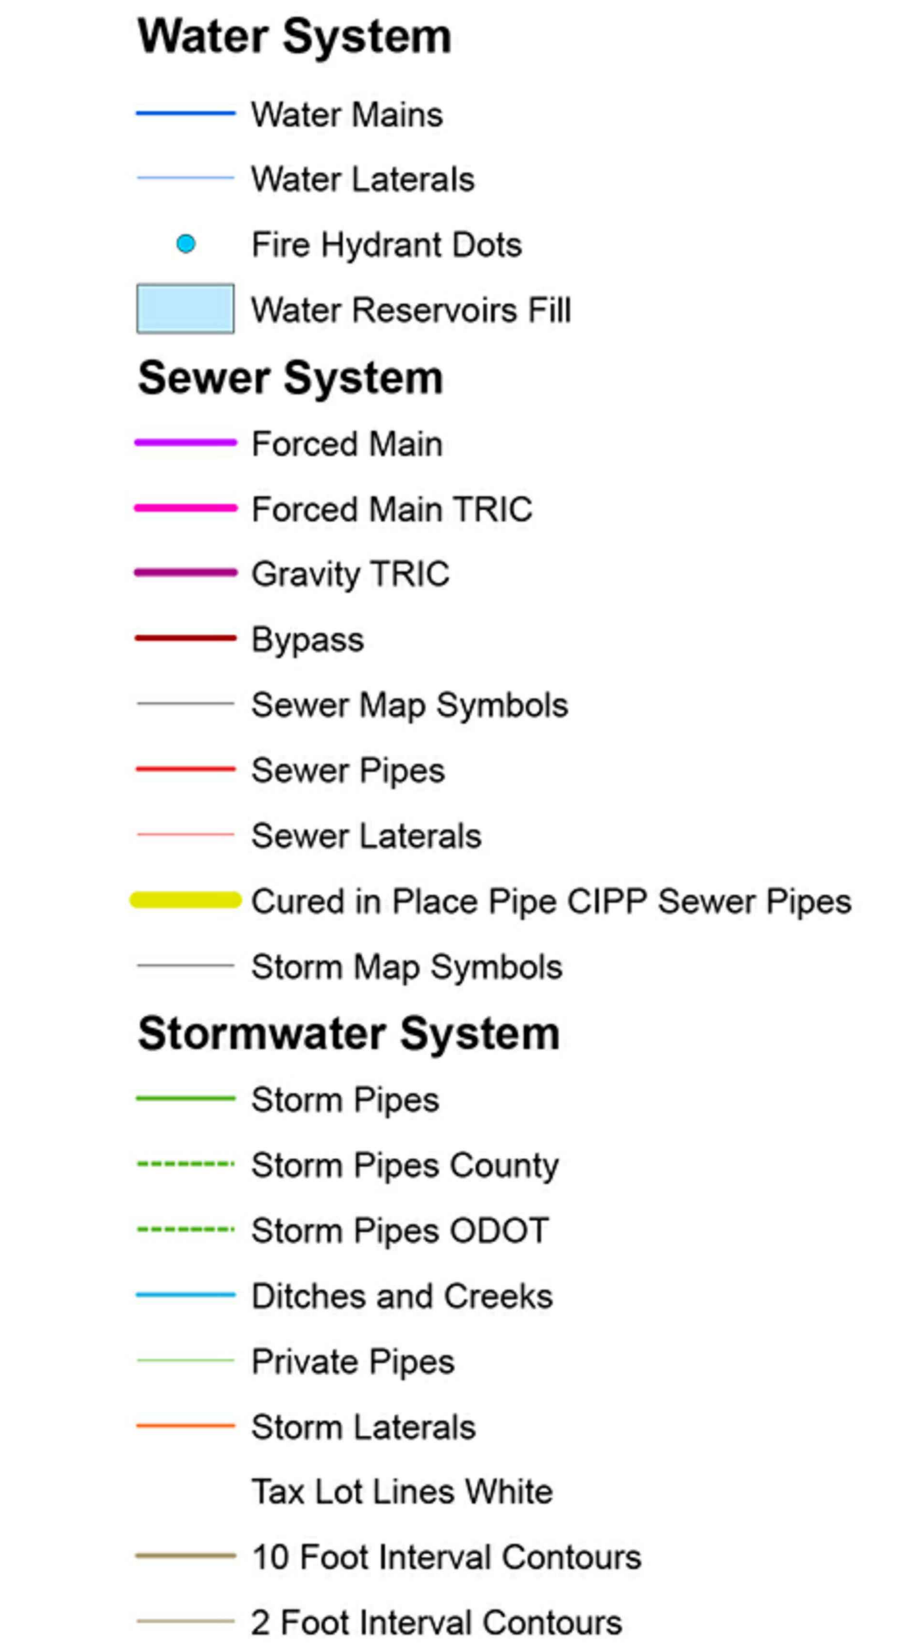 Water System
Water Mains
Water Laterals
Fire Hydrant Dots
Water Reservoirs Fill
Sewer System
Forced Main
Forced Main TRIC
Gravity TRIC
Bypass
Sewer Map Symbols
Sewer Pipes
Sewer Laterals
Cured in Place Pipe CIPP Sewer Pipes
Storm Map Symbols
Stormwater System
Storm Pipes
Storm Pipes County
Storm Pipes ODOT
Ditches and Creeks
Private Pipes
Storm Laterals
Tax Lot Lines White
10 Foot Interval Contours
2 Foot Interval Contours